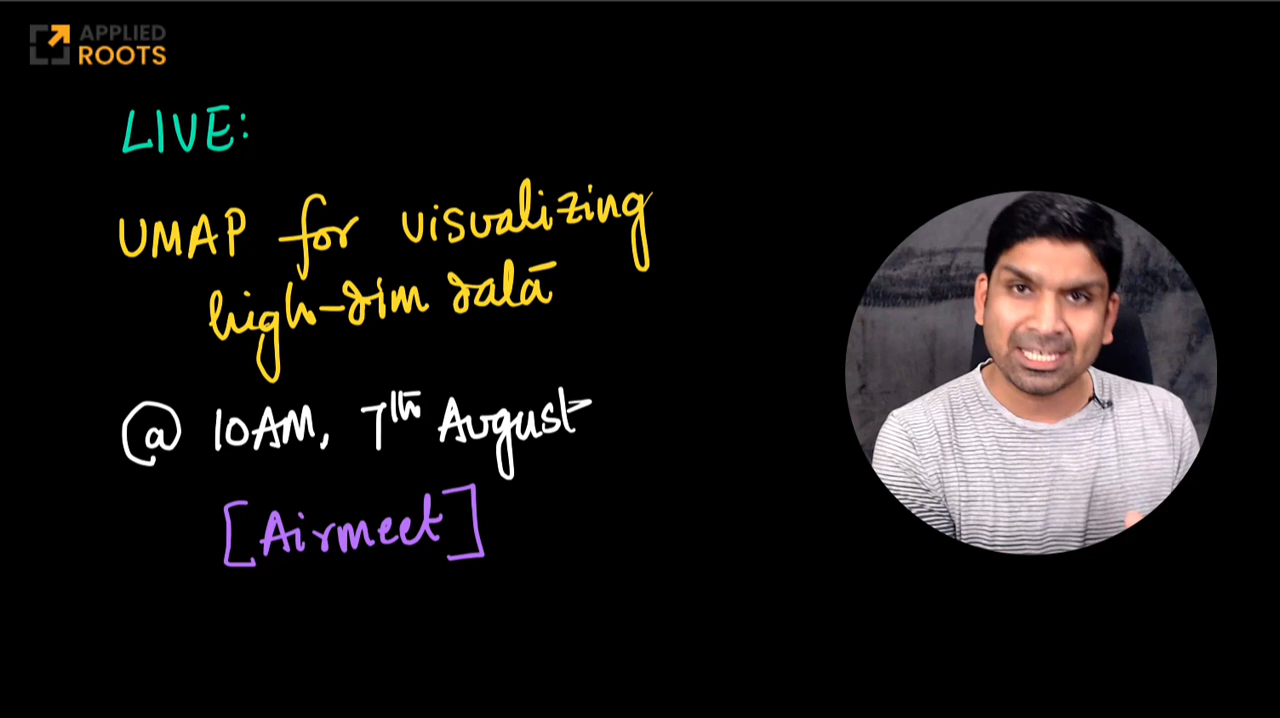 APPLIED
ROOTS
LIVE:
UMAP for visualizing
high-dim data
@ 10AM, 7th August
[Airmeet]